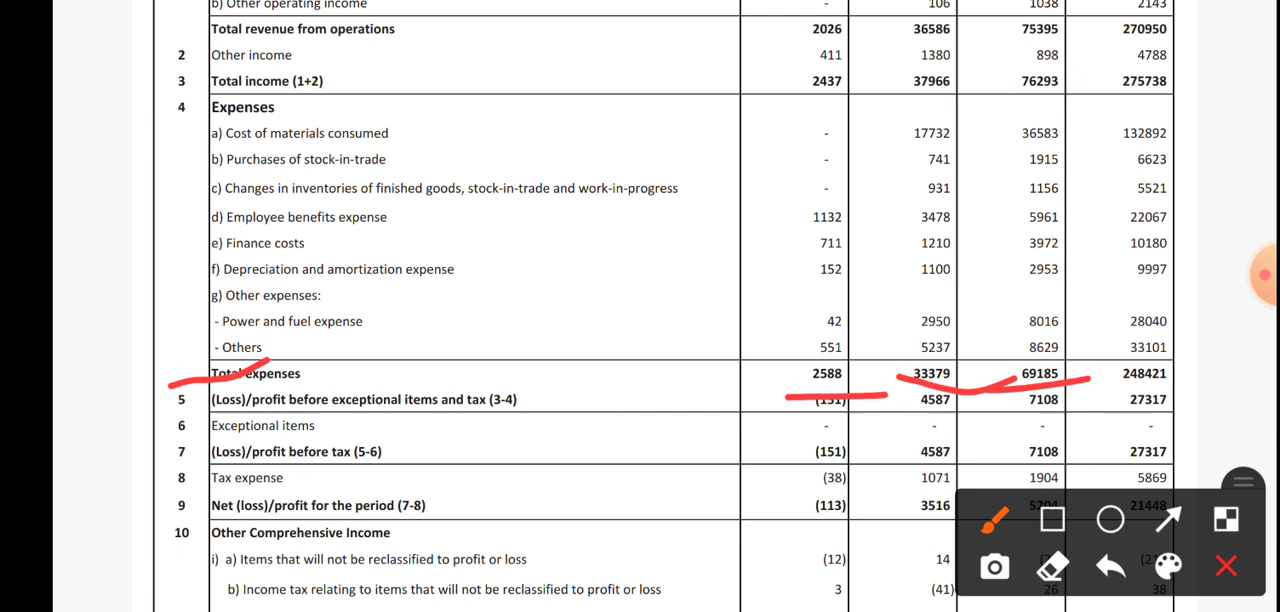 b) Other operating income - 106 1038 2143
Total revenue from operations 2026 36586 75395 270950
2 Other income 411 1380 898 4788
3 Total income (1+2) 2437 37966 76293 275738
4 Expenses
a) Cost of materials consumed - 17732 36583 132892
b) Purchases of stock-in-trade - 741 1915 6623
c) Changes in inventories of finished goods, stock-in-trade and work-in-progress - 931 1156 5521
d) Employee benefits expense 1132 3478 5961 22067
e) Finance costs 711 1210 3972 10180
f) Depreciation and amortization expense 152 1100 2953 9997
g) Other expenses:
- Power and fuel expense 42 2950 8016 28040
- Others 551 5237 8629 33101
Total expenses 2588 33379 69185 248421
5 (Loss)/profit before exceptional items and tax (3-4) (151) 4587 7108 27317
6 Exceptional items - - - -
7 (Loss)/profit before tax (5-6) (151) 4587 7108 27317
8 Tax expense (38) 1071 1904 5869
9 Net (loss)/profit for the period (7-8) (113) 3516 5204 21448
10 Other Comprehensive Income
i) a) Items that will not be reclassified to profit or loss (12) 14
b) Income tax relating to items that will not be reclassified to profit or loss 3 (41) 26 38